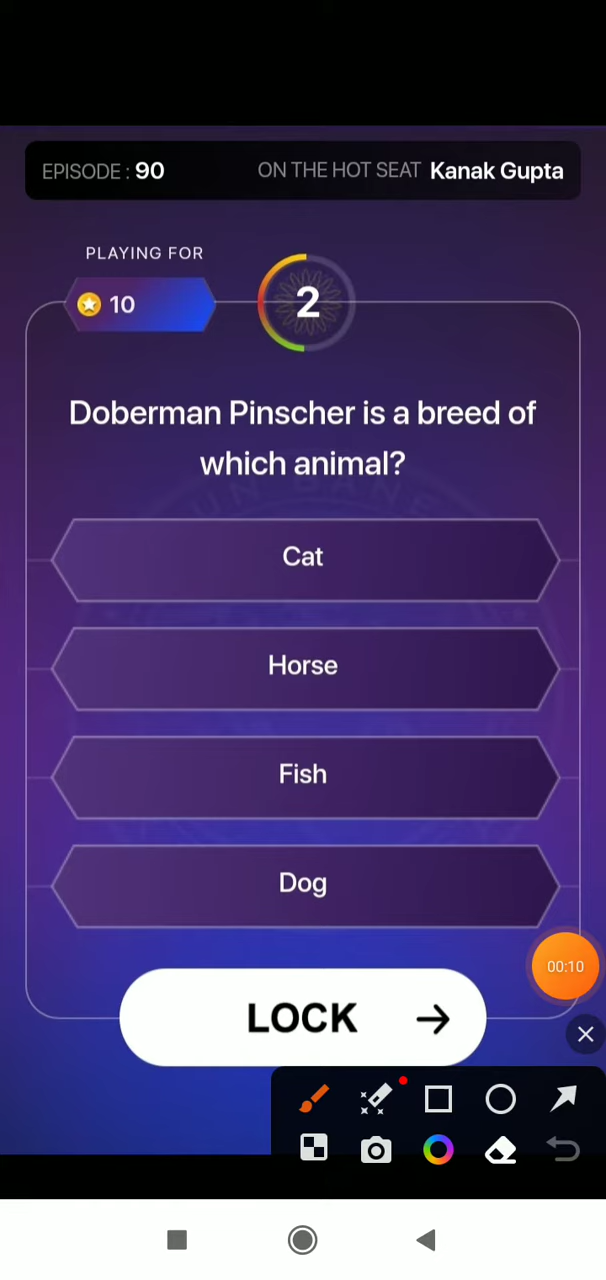 EPISODE : 90 ON THE HOT SEAT Kanak Gupta
PLAYING FOR
10
2
Doberman Pinscher is a breed of
which animal?
Cat
Horse
Fish
Dog
00:10
LOCK